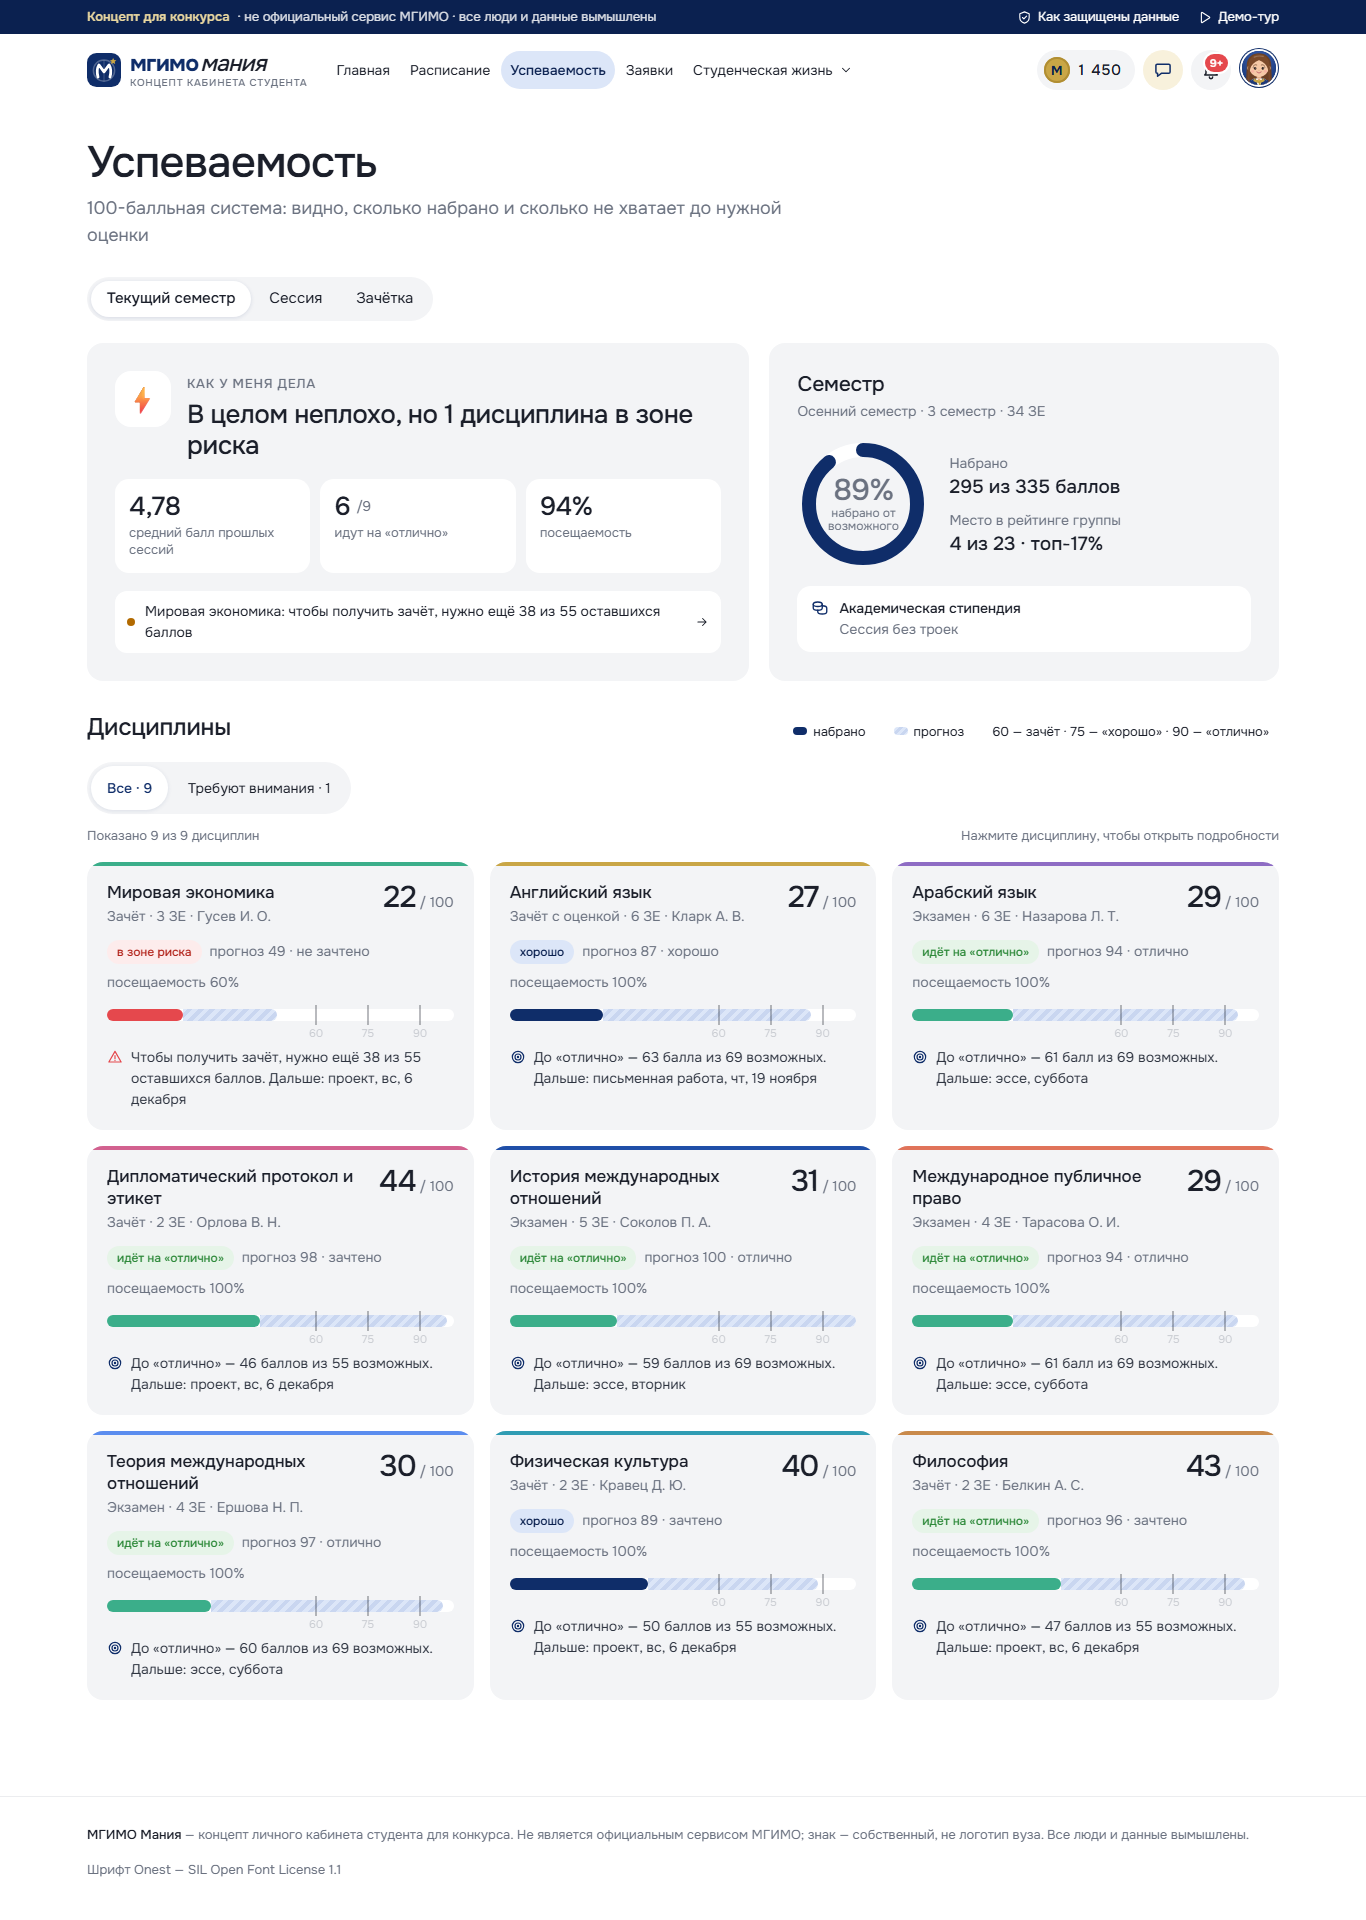 Концепт для конкурса · не официальный сервис МГИМО · все люди и данные вымышлены
Как защищены данные
Демо-тур
М
МГИМО Мания
КОНЦЕПТ КАБИНЕТА СТУДЕНТА
Главная
Расписание
Успеваемость
Заявки
Студенческая жизнь
М 1 450
9+
Успеваемость
100-балльная система: видно, сколько набрано и сколько не хватает до нужной
оценки
Текущий семестр
Сессия
Зачётка
КАК У МЕНЯ ДЕЛА
В целом неплохо, но 1 дисциплина в зоне
риска
4,78
средний балл прошлых
сессий
6 /9
идут на «отлично»
94%
посещаемость
Мировая экономика: чтобы получить зачёт, нужно ещё 38 из 55 оставшихся
баллов
Семестр
Осенний семестр · 3 семестр · 34 ЗЕ
89%
набрано от
возможного
Набрано
295 из 335 баллов
Место в рейтинге группы
4 из 23 · топ-17%
Академическая стипендия
Сессия без троек
Дисциплины
набрано
прогноз
60 — зачёт · 75 — «хорошо» · 90 — «отлично»
Все · 9
Требуют внимания · 1
Показано 9 из 9 дисциплин
Нажмите дисциплину, чтобы открыть подробности
Мировая экономика
22 / 100
Зачёт · 3 ЗЕ · Гусев И. О.
в зоне риска прогноз 49 · не зачтено
посещаемость 60%
60 75 90
Чтобы получить зачёт, нужно ещё 38 из 55
оставшихся баллов. Дальше: проект, вс, 6
декабря
Английский язык
27 / 100
Зачёт с оценкой · 6 ЗЕ · Кларк А. В.
хорошо прогноз 87 · хорошо
посещаемость 100%
60 75 90
До «отлично» — 63 балла из 69 возможных.
Дальше: письменная работа, чт, 19 ноября
Арабский язык
29 / 100
Экзамен · 6 ЗЕ · Назарова Л. Т.
идёт на «отлично» прогноз 94 · отлично
посещаемость 100%
60 75 90
До «отлично» — 61 балл из 69 возможных.
Дальше: эссе, суббота
Дипломатический протокол и
этикет
44 / 100
Зачёт · 2 ЗЕ · Орлова В. Н.
идёт на «отлично» прогноз 98 · зачтено
посещаемость 100%
60 75 90
До «отлично» — 46 баллов из 55 возможных.
Дальше: проект, вс, 6 декабря
История международных
отношений
31 / 100
Экзамен · 5 ЗЕ · Соколов П. А.
идёт на «отлично» прогноз 100 · отлично
посещаемость 100%
60 75 90
До «отлично» — 59 баллов из 69 возможных.
Дальше: эссе, вторник
Международное публичное
право
29 / 100
Экзамен · 4 ЗЕ · Тарасова О. И.
идёт на «отлично» прогноз 94 · отлично
посещаемость 100%
60 75 90
До «отлично» — 61 балл из 69 возможных.
Дальше: эссе, суббота
Теория международных
отношений
30 / 100
Экзамен · 4 ЗЕ · Ершова Н. П.
идёт на «отлично» прогноз 97 · отлично
посещаемость 100%
60 75 90
До «отлично» — 60 баллов из 69 возможных.
Дальше: эссе, суббота
Физическая культура
40 / 100
Зачёт · 2 ЗЕ · Кравец Д. Ю.
хорошо прогноз 89 · зачтено
посещаемость 100%
60 75 90
До «отлично» — 50 баллов из 55 возможных.
Дальше: проект, вс, 6 декабря
Философия
43 / 100
Зачёт · 2 ЗЕ · Белкин А. С.
идёт на «отлично» прогноз 96 · зачтено
посещаемость 100%
60 75 90
До «отлично» — 47 баллов из 55 возможных.
Дальше: проект, вс, 6 декабря
МГИМО Мания — концепт личного кабинета студента для конкурса. Не является официальным сервисом МГИМО; знак — собственный, не логотип вуза. Все люди и данные вымышлены.
Шрифт Onest — SIL Open Font License 1.1